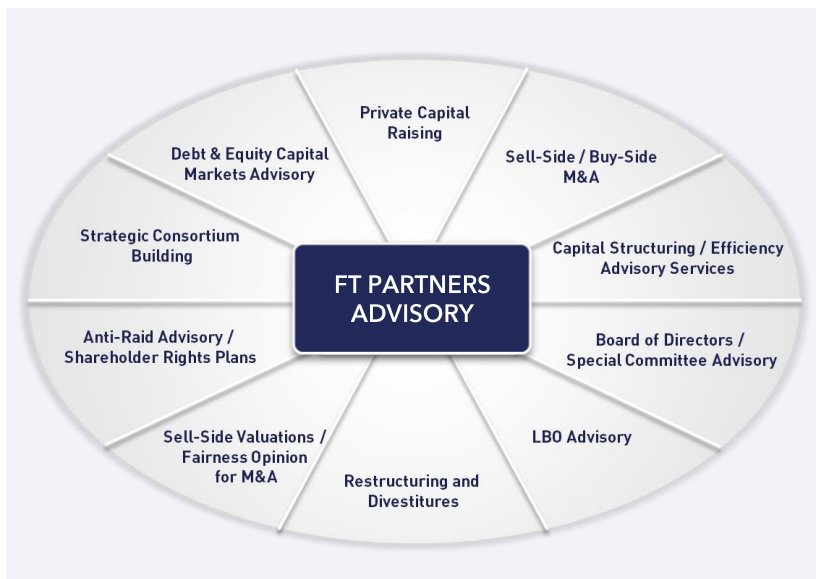 Private Capital
Raising
Sell-Side / Buy-Side
M&A
Capital Structuring / Efficiency
Advisory Services
Board of Directors /
Special Committee Advisory
LBO Advisory
Restructuring and
Divestitures
Sell-Side Valuations /
Fairness Opinion
for M&A
Anti-Raid Advisory /
Shareholder Rights Plans
Strategic Consortium
Building
Debt & Equity Capital
Markets Advisory
FT PARTNERS
ADVISORY